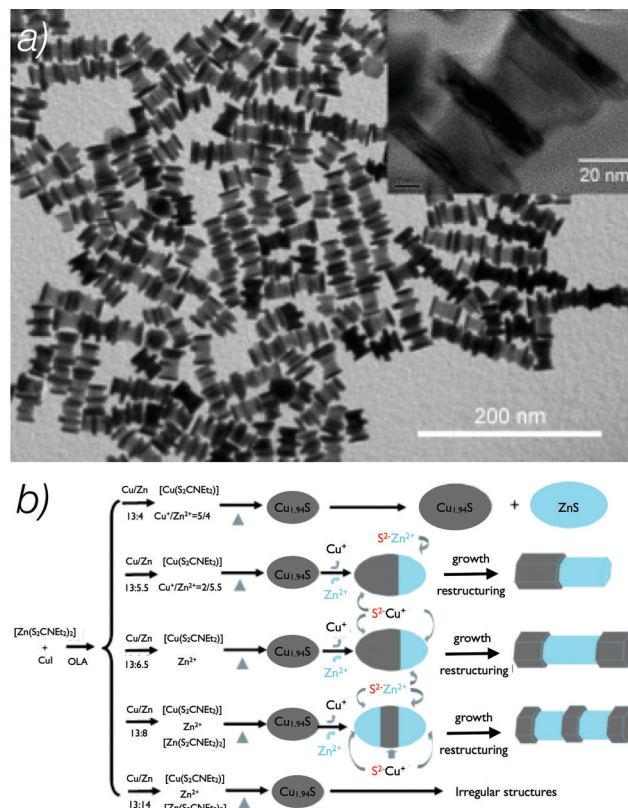 a)
20 nm
200 nm
b)
[Zn(S₂CNEt₂)₂]
+
CuI
OLA
Cu/Zn
13:4
[Cu(S₂CNEt₂)]
Cu⁺/Zn²⁺=5/4
Cu₁.₉₄S
Cu₁.₉₄S
+
ZnS
Cu/Zn
13:5.5
[Cu(S₂CNEt₂)]
Cu⁺/Zn²⁺=2/5.5
Cu₁.₉₄S
Cu⁺
Zn²⁺
S²⁻Zn²⁺
growth
restructuring
S²⁻Cu⁺
Cu/Zn
13:6.5
[Cu(S₂CNEt₂)]
Zn²⁺
Cu₁.₉₄S
Cu⁺
Zn²⁺
growth
restructuring
S²⁻Zn²⁺
Cu/Zn
13:8
[Cu(S₂CNEt₂)]
Zn²⁺
[Zn(S₂CNEt₂)₂]
Cu₁.₉₄S
Cu⁺
Zn²⁺
S²⁻Cu⁺
growth
restructuring
Cu/Zn
13:14
[Cu(S₂CNEt₂)]
Zn²⁺
[Zn(S₂CNEt₂)₂]
Cu₁.₉₄S
Irregular structures